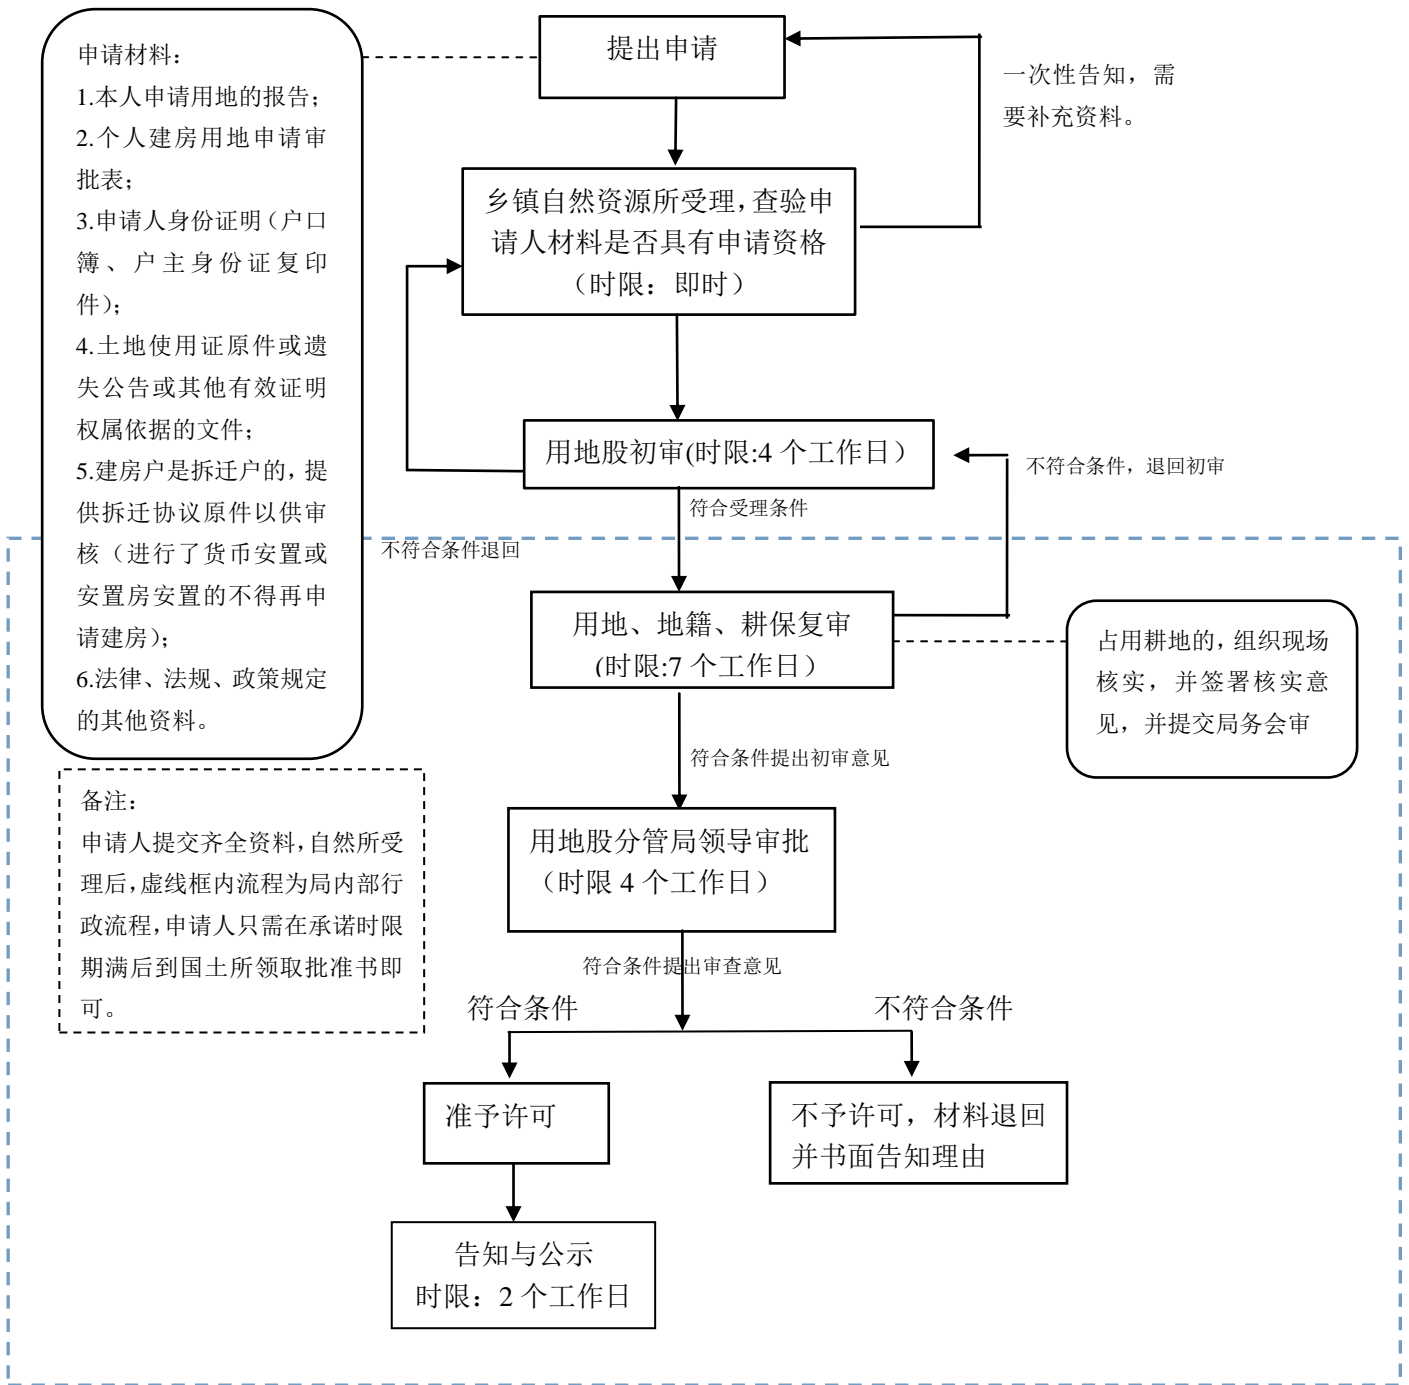 申请材料：
1.本人申请用地的报告；
2.个人建房用地申请审
批表；
3.申请人身份证明（户口
簿、户主身份证复印
件）；
4.土地使用证原件或遗
失公告或其他有效证明
权属依据的文件；
5.建房户是拆迁户的，提
供拆迁协议原件以供审
核（进行了货币安置或
安置房安置的不得再申
请建房）；
6.法律、法规、政策规定
的其他资料。
提出申请
一次性告知，需
要补充资料。
乡镇自然资源所受理，查验申
请人材料是否具有申请资格
（时限：即时）
用地股初审(时限:4 个工作日）
不符合条件，退回初审
符合受理条件
不符合条件退回
用地、地籍、耕保复审
(时限:7 个工作日）
占用耕地的，组织现场
核实，并签署核实意
见，并提交局务会审
符合条件提出初审意见
备注：
申请人提交齐全资料，自然所受
理后，虚线框内流程为局内部行
政流程，申请人只需在承诺时限
期满后到国土所领取批准书即
可。
用地股分管局领导审批
（时限 4 个工作日）
符合条件提出审查意见
符合条件
不符合条件
准予许可
不予许可，材料退回
并书面告知理由
告知与公示
时限：2 个工作日